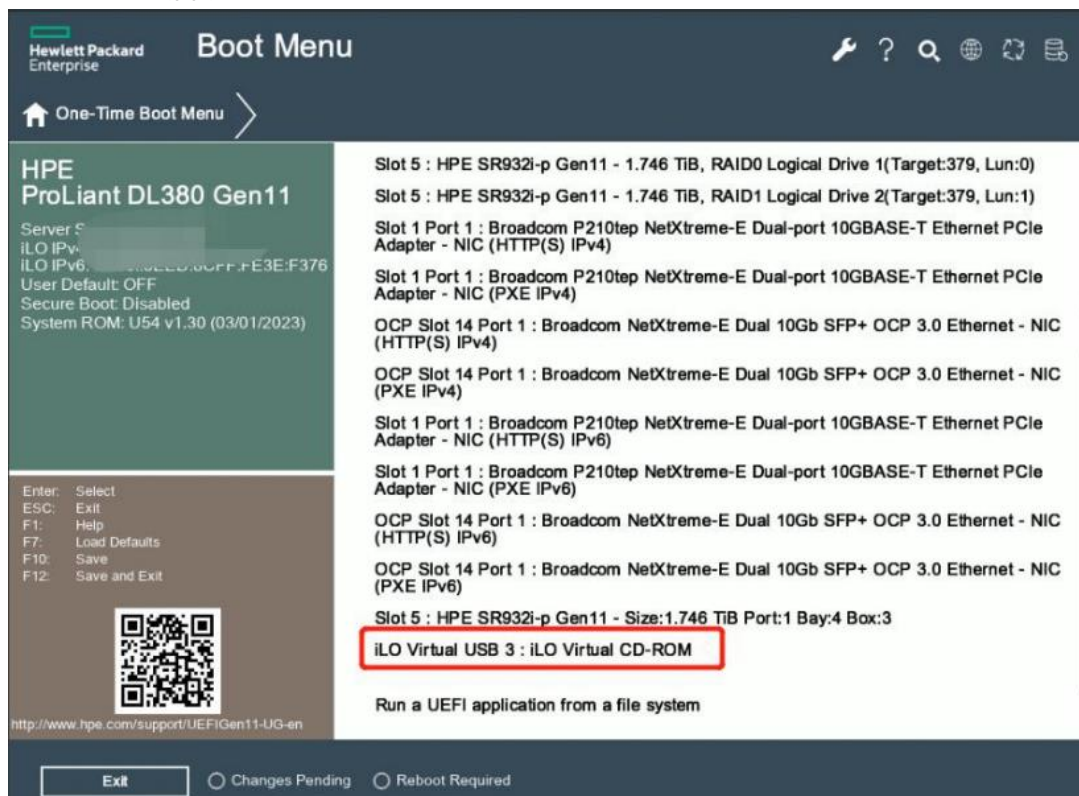 Hewlett Packard
Enterprise
Boot Menu
?
One-Time Boot Menu
HPE
ProLiant DL380 Gen11
Server
iLO
iLO IPv6:
FE3E:F376
User Default: OFF
Secure Boot: Disabled
System ROM: U54 v1.30 (03/01/2023)
Enter: Select
ESC: Exit
F1: Help
F7: Load Defaults
F10: Save
F12: Save and Exit
http://www.hpe.com/support/UEFIGen11-UG-en
Slot 5 : HPE SR932i-p Gen11 - 1.746 TiB, RAID0 Logical Drive 1(Target:379, Lun:0)
Slot 5 : HPE SR932i-p Gen11 - 1.746 TiB, RAID1 Logical Drive 2(Target:379, Lun:1)
Slot 1 Port 1 : Broadcom P210tep NetXtreme-E Dual-port 10GBASE-T Ethernet PCIe
Adapter - NIC (HTTP(S) IPv4)
Slot 1 Port 1 : Broadcom P210tep NetXtreme-E Dual-port 10GBASE-T Ethernet PCIe
Adapter - NIC (PXE IPv4)
OCP Slot 14 Port 1 : Broadcom NetXtreme-E Dual 10Gb SFP+ OCP 3.0 Ethernet - NIC
(HTTP(S) IPv4)
OCP Slot 14 Port 1 : Broadcom NetXtreme-E Dual 10Gb SFP+ OCP 3.0 Ethernet - NIC
(PXE IPv4)
Slot 1 Port 1 : Broadcom P210tep NetXtreme-E Dual-port 10GBASE-T Ethernet PCIe
Adapter - NIC (HTTP(S) IPv6)
Slot 1 Port 1 : Broadcom P210tep NetXtreme-E Dual-port 10GBASE-T Ethernet PCIe
Adapter - NIC (PXE IPv6)
OCP Slot 14 Port 1 : Broadcom NetXtreme-E Dual 10Gb SFP+ OCP 3.0 Ethernet - NIC
(HTTP(S) IPv6)
OCP Slot 14 Port 1 : Broadcom NetXtreme-E Dual 10Gb SFP+ OCP 3.0 Ethernet - NIC
(PXE IPv6)
Slot 5 : HPE SR932i-p Gen11 - Size:1.746 TiB Port:1 Bay:4 Box:3
iLO Virtual USB 3 : iLO Virtual CD-ROM
Run a UEFI application from a file system
Exit
Changes Pending
Reboot Required